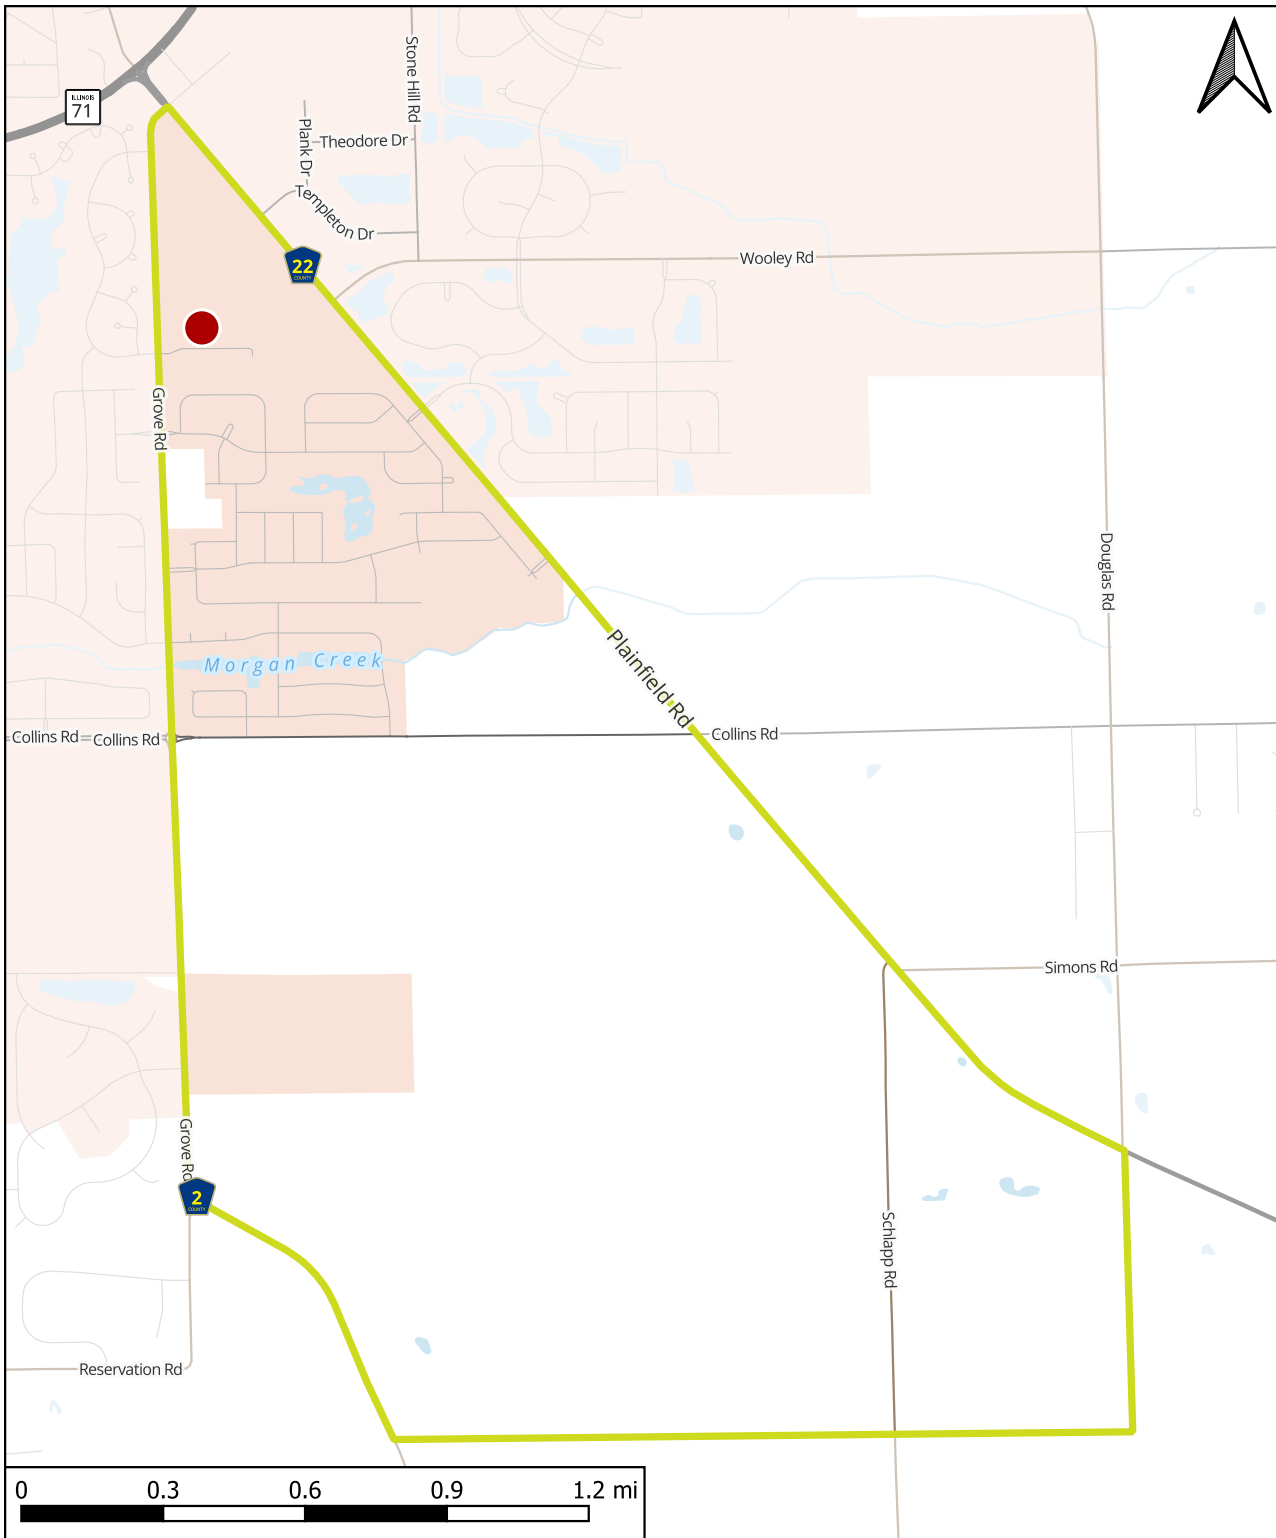 ILLINOIS
71
Stone Hill Rd
Plank Dr
Theodore Dr
Templeton Dr
22
COUNTY
Wooley Rd
Grove Rd
Douglas Rd
Morgan Creek
Plainfield Rd
Collins Rd
Collins Rd
Collins Rd
Simons Rd
Grove Rd
2
COUNTY
Schlapp Rd
Reservation Rd
0 0.3 0.6 0.9 1.2 mi